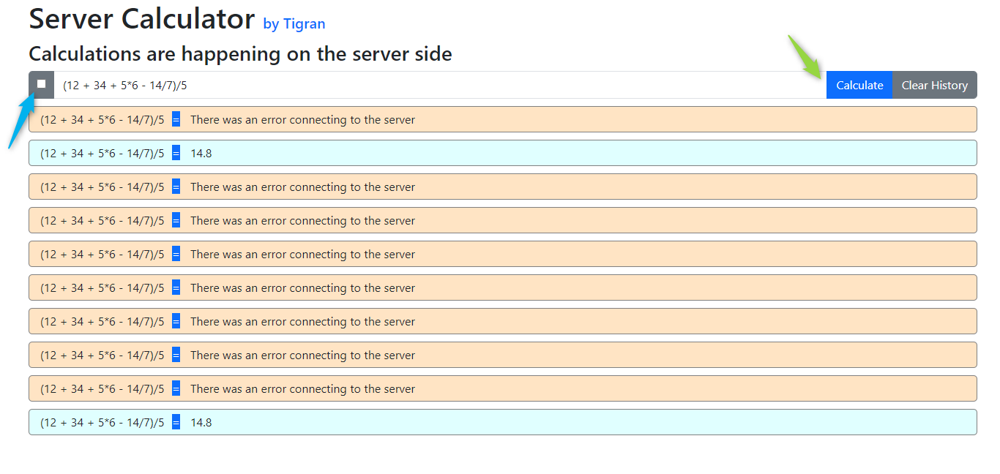 Server Calculator by Tigran
Calculations are happening on the server side
(12 + 34 + 5*6 - 14/7)/5 Calculate Clear History
(12 + 34 + 5*6 - 14/7)/5 = There was an error connecting to the server
(12 + 34 + 5*6 - 14/7)/5 = 14.8
(12 + 34 + 5*6 - 14/7)/5 = There was an error connecting to the server
(12 + 34 + 5*6 - 14/7)/5 = There was an error connecting to the server
(12 + 34 + 5*6 - 14/7)/5 = There was an error connecting to the server
(12 + 34 + 5*6 - 14/7)/5 = There was an error connecting to the server
(12 + 34 + 5*6 - 14/7)/5 = There was an error connecting to the server
(12 + 34 + 5*6 - 14/7)/5 = There was an error connecting to the server
(12 + 34 + 5*6 - 14/7)/5 = There was an error connecting to the server
(12 + 34 + 5*6 - 14/7)/5 = 14.8